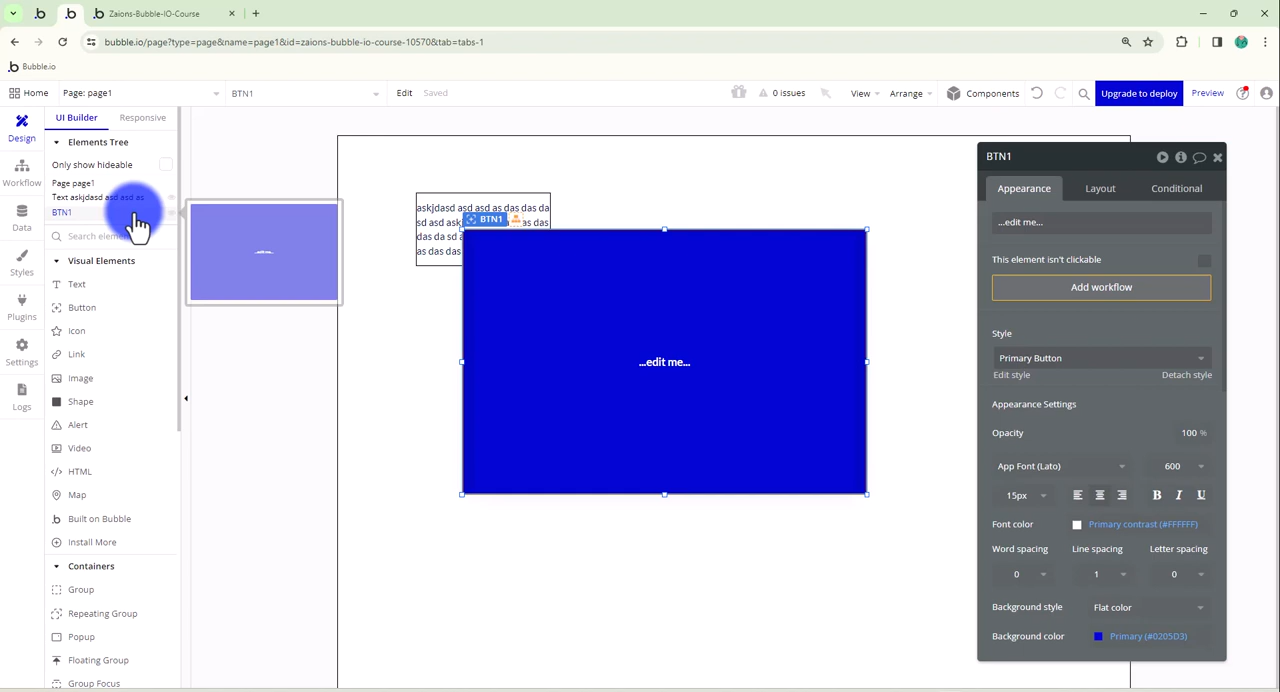 Zaions-Bubble-IO-Course
bubble.io/page?type=page&name=page1&id=zaions-bubble-io-course-10570&tab=tabs-1
Bubble.io
Home Page: page1 BTN1 Edit Saved 0 issues View Arrange Components Upgrade to deploy Preview
Design
Workflow
Data
Styles
Plugins
Settings
Logs
UI Builder Responsive
Elements Tree
Only show hideable
Page page1
Text askjdasd asd asd as
BTN1
Search
Visual Elements
Text
Button
Icon
Link
Image
Shape
Alert
Video
HTML
Map
Built on Bubble
Install More
Containers
Group
Repeating Group
Popup
Floating Group
Group Focus
askjdasd asd asd as das das da
sd asd as das
das da sd
as das das
BTN1
...edit me...
BTN1
Appearance Layout Conditional
...edit me...
This element isn't clickable
Add workflow
Style
Primary Button
Edit style Detach style
Appearance Settings
Opacity 100 %
App Font (Lato) 600
15px B I U
Font color Primary contrast (#FFFFFF)
Word spacing Line spacing Letter spacing
0 1 0
Background style Flat color
Background color Primary (#0205D3)